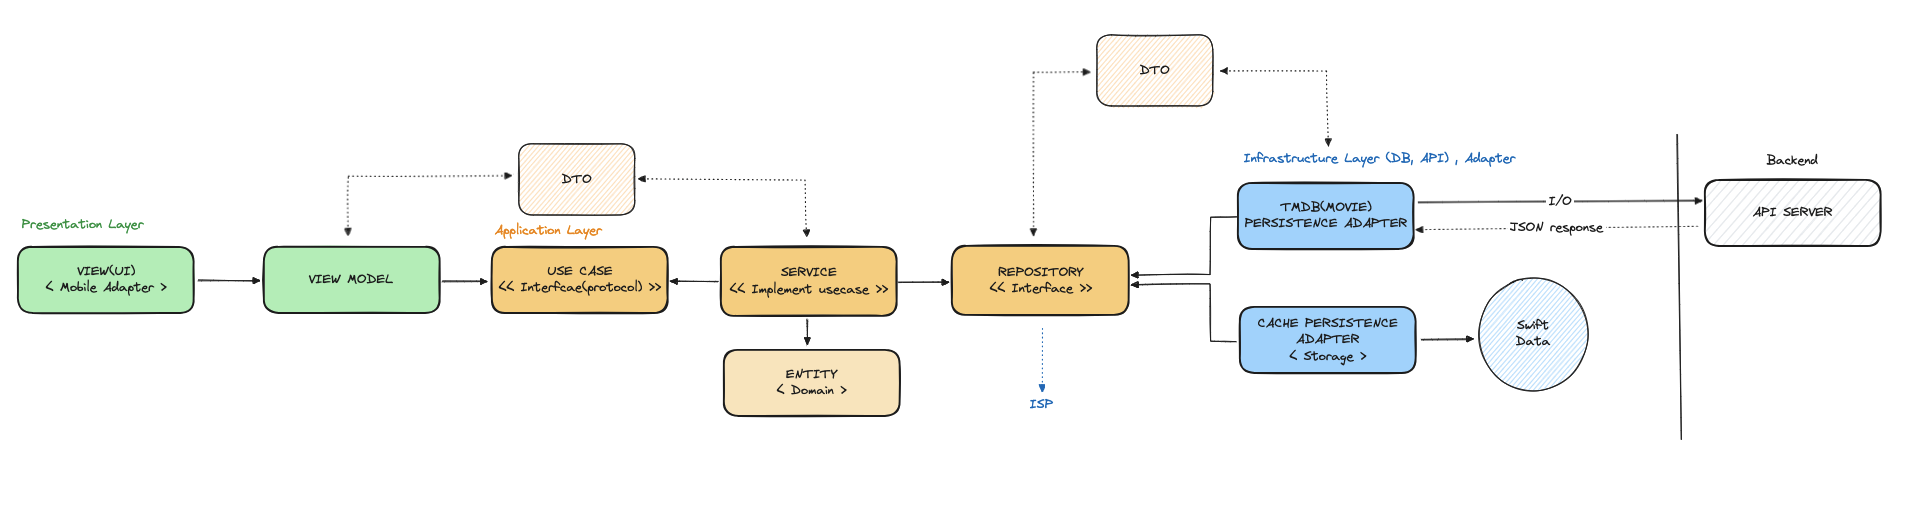 DTO
Infrastructure Layer (DB, API) , Adapter
Backend
DTO
TMDB(MOVIE)
PERSISTENCE ADAPTER
I/O
API SERVER
JSON response
Presentation Layer
Application Layer
VIEW(UI)
< Mobile Adapter >
VIEW MODEL
USE CASE
<< Interfcae(protocol) >>
SERVICE
<< Implement usecase >>
REPOSITORY
<< Interface >>
CACHE PERSISTENCE
ADAPTER
< Storage >
Swift
Data
ENTITY
< Domain >
ISP